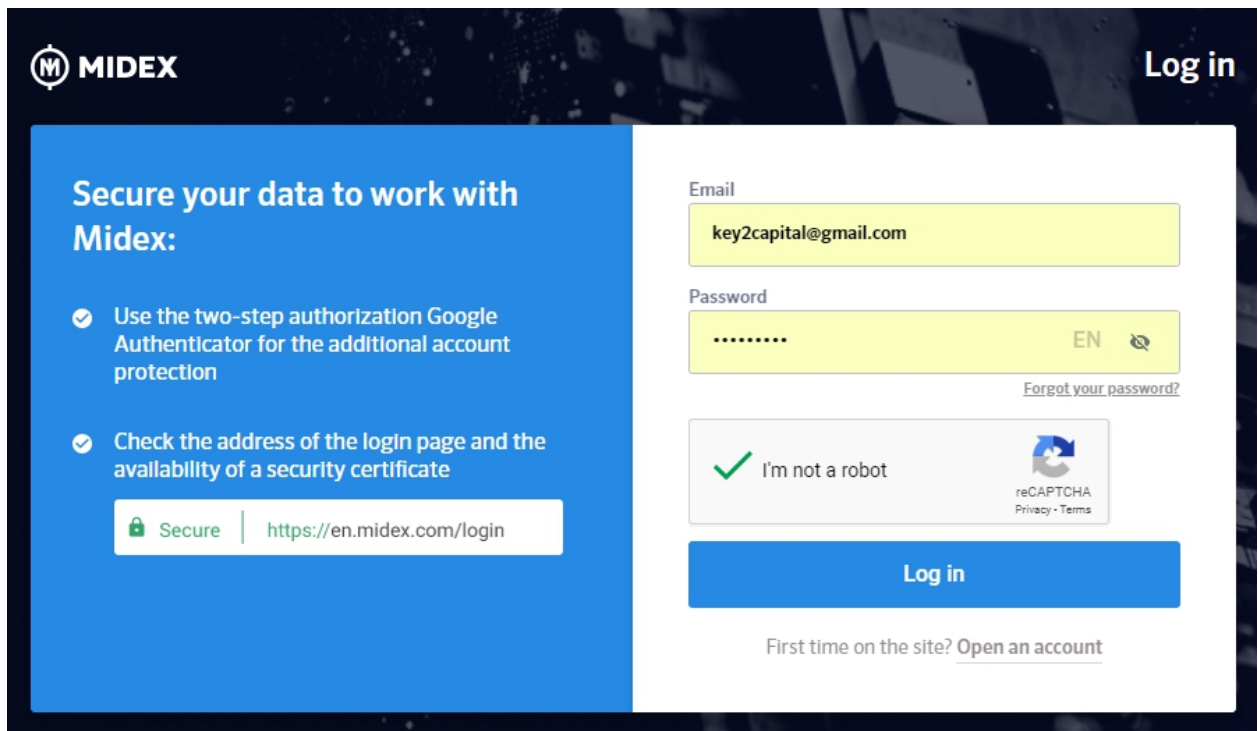 MIDEX
Log in
Secure your data to work with
Midex:
Use the two-step authorization Google
Authenticator for the additional account
protection
Check the address of the login page and the
availability of a security certificate
Secure https://en.midex.com/login
Email
key2capital@gmail.com
Password
••••••••• EN
Forgot your password?
I'm not a robot
reCAPTCHA
Privacy - Terms
Log in
First time on the site? Open an account